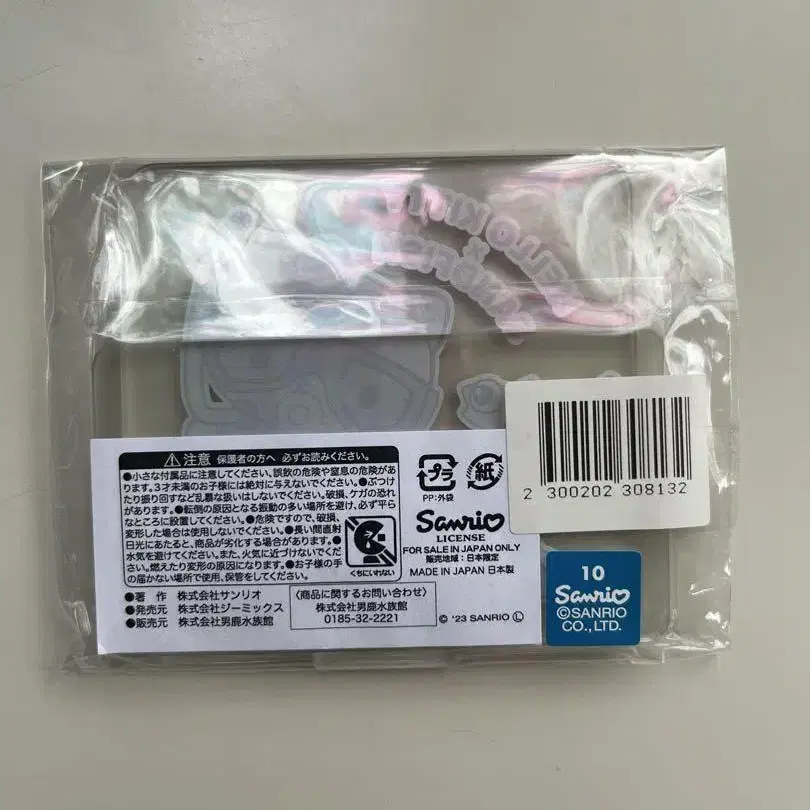 ⚠注意 保護者の方へ 必ずお読みください。
●小さな付属品に注意してください、誤飲の危険や窒息の危険があ
ります。3才未満のお子様には絶対に与えないでください。●ぶつけ
たり振り回すなど乱暴な扱いはしないでください。破損、ケガの恐れ
があります。●転倒の原因となる振動の多い場所を避け、必ず平ら
なところに設置してください。●危険ですので、破損、
変形した場合は使用しないでください。●長い間直射
日光にあたると、商品が劣化する場合があります。●
水気を避けてください。また、火気に近づけないでくだ
さい。燃えたり変形の原因になります。●お子様の手
の届かない場所で使用、保管をしてください。
くちにいれない
●著 作 株式会社サンリオ
●発売元 株式会社ジーミックス
●販売元 株式会社男鹿水族館
〈商品に関するお問い合わせ〉
株式会社男鹿水族館
0185-32-2221
プラ
PP:外袋
紙
Sanrio
LICENSE
FOR SALE IN JAPAN ONLY
販売地域:日本限定
MADE IN JAPAN 日本製
© '23 SANRIO Ⓛ
2 300202 308132
10
Sanrio
©SANRIO
CO., LTD.